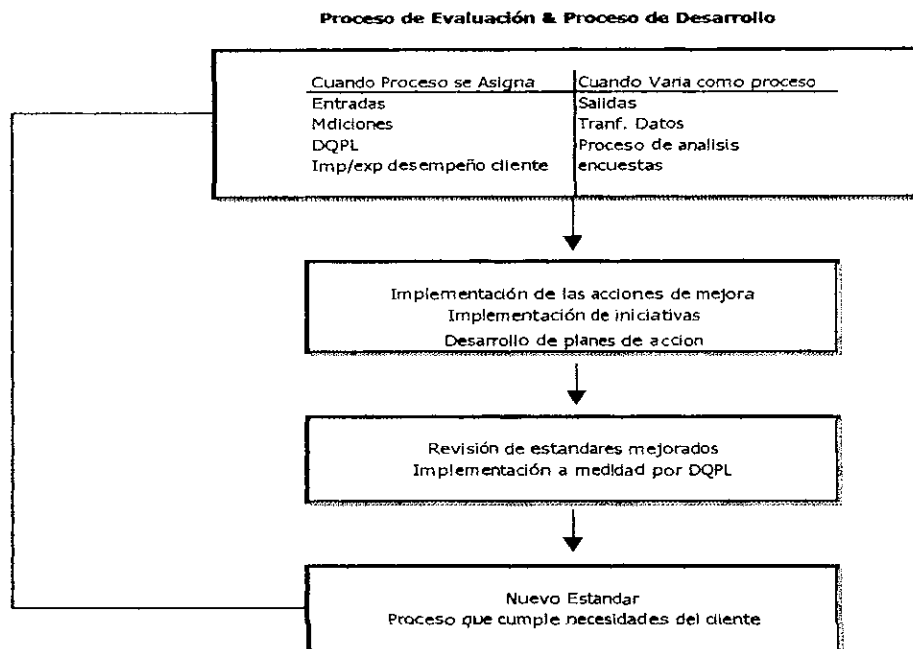 Proceso de Evaluación & Proceso de Desarrollo
Cuando Proceso se Asigna
Entradas
Mdiciones
DQPL
Imp/exp desempeño cliente
Cuando Varia como proceso
Salidas
Tranf. Datos
Proceso de analisis
encuestas
Implementación de las acciones de mejora
Implementación de iniciativas
Desarrollo de planes de accion
Revisión de estandares mejorados
Implementación a medidad por DQPL
Nuevo Estandar
Proceso que cumple necesidades del cliente